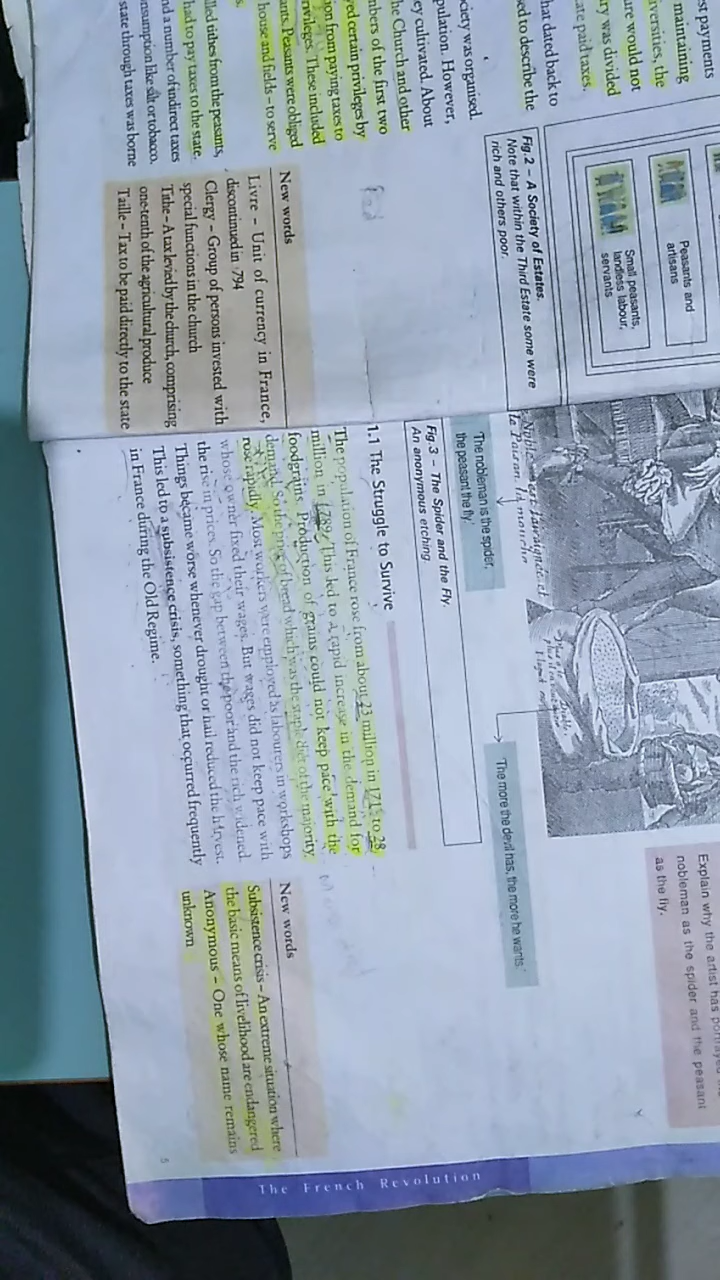 st payments
maintaining
iversities, the
ure would not
ry was divided
ate paid taxes.
hat dated back to
ed to describe the
ciety was organised.
pulation. However,
ey cultivated. About
he Church and other
mbers of the first two
yed certain privileges by
ion from paying taxes to
rivileges. These included
ants. Peasants were obliged
house and fields – to serve
lled tithes from the peasants,
had to pay taxes to the state.
nd a number of indirect taxes
nsumption like salt or tobacco.
state through taxes was borne
Peasants and
artisans
Small peasants,
landless labour,
servants
Fig.2 – A Society of Estates.
Note that within the Third Estate some were
rich and others poor.
New words
Livre – Unit of currency in France,
discontinued in 1794
Clergy – Group of persons invested with
special functions in the church
Tithe – A tax levied by the church, comprising
one-tenth of the agricultural produce
Taille – Tax to be paid directly to the state
'The nobleman is the spider,
the peasant the fly.'
'The more the devil has, the more he wants.'
Fig.3 – The Spider and the Fly.
An anonymous etching.
Explain why the artist has portrayed
nobleman as the spider and the peasant
as the fly.
1.1 The Struggle to Survive
The population of France rose from about 23 million in 1715 to 28
million in 1789. This led to a rapid increase in the demand for
foodgrains. Production of grains could not keep pace with the
demand. So the price of bread which was the staple diet of the majority
rose rapidly. Most workers were employed as labourers in workshops
whose owner fixed their wages. But wages did not keep pace with
the rise in prices. So the gap between the poor and the rich widened.
Things became worse whenever drought or hail reduced the harvest.
This led to a subsistence crisis, something that occurred frequently
in France during the Old Regime.
New words
Subsistence crisis – An extreme situation where
the basic means of livelihood are endangered
Anonymous – One whose name remains
unknown
5
The French Revolution